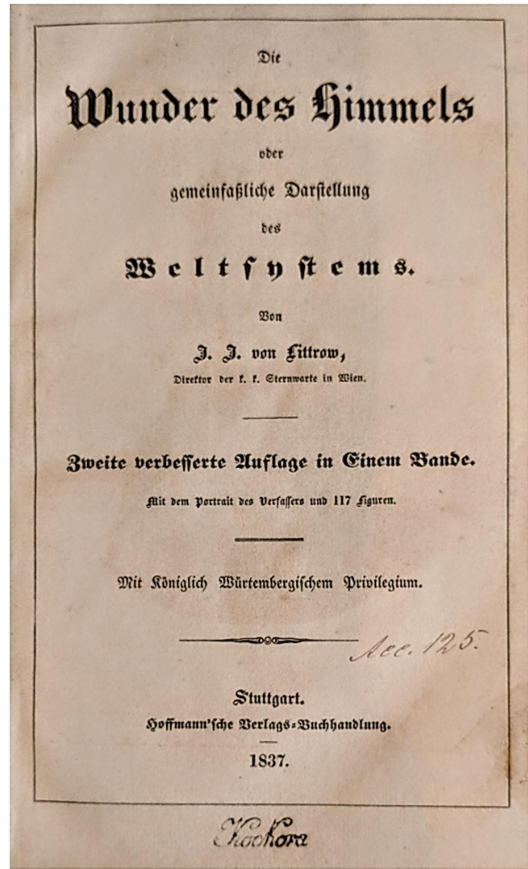 Die
Wunder des Himmels
oder
gemeinfaßliche Darstellung
des
Weltsystems.
Von
J. J. von Littrow,
Direktor der k. k. Sternwarte in Wien.
Zweite verbesserte Auflage in Einem Bande.
Mit dem Portrait des Verfassers und 117 Figuren.
Mit Königlich Würtembergischem Privilegium.
Acc. 125.
Stuttgart.
Hoffmann'sche Verlags-Buchhandlung.
1837.